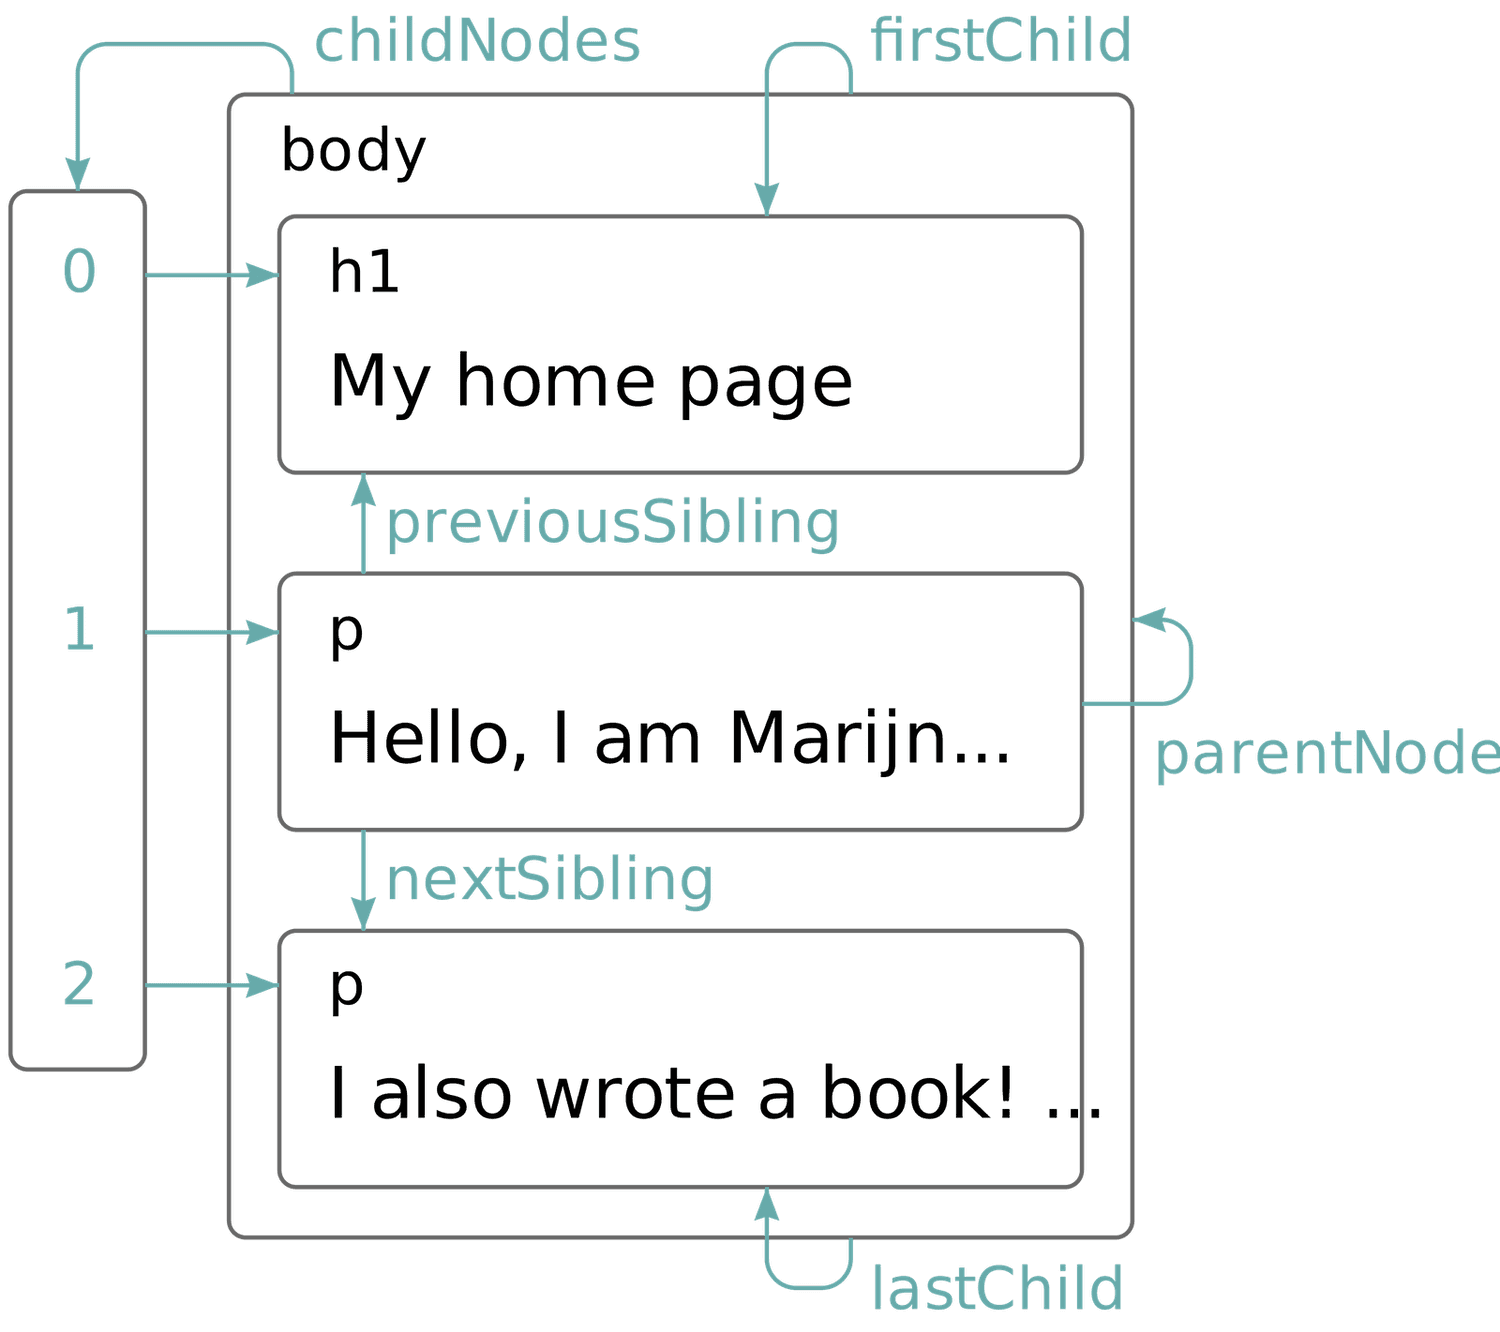 childNodes
firstChild
body
0
h1
My home page
previousSibling
1
p
Hello, I am Marijn...
parentNode
nextSibling
2
p
I also wrote a book! ...
lastChild